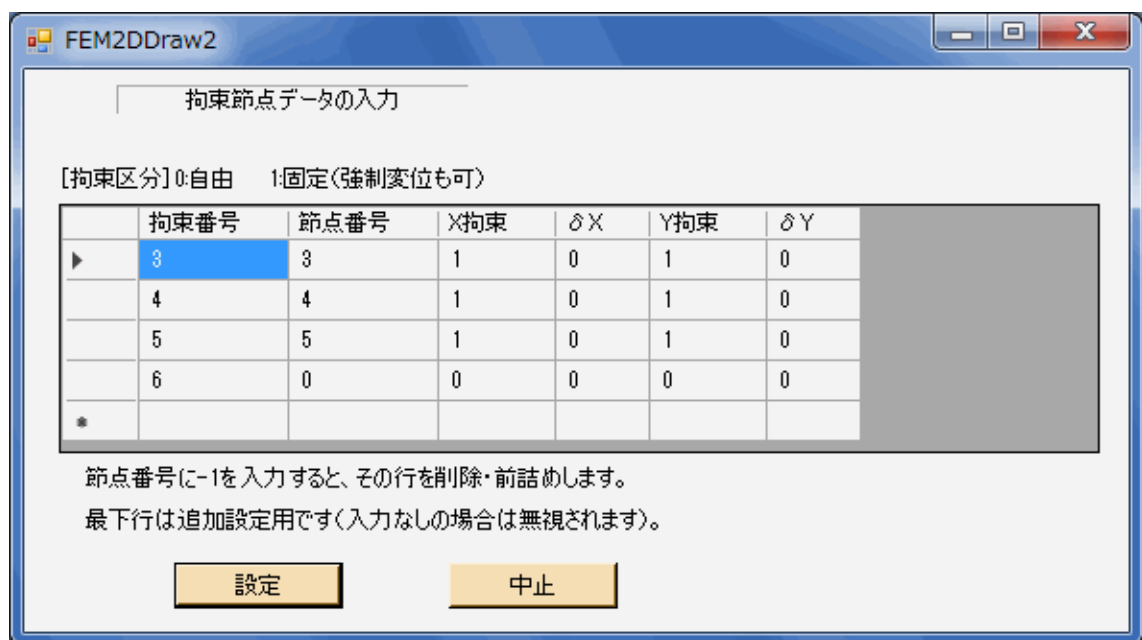 FEM2DDraw2
拘束節点データの入力
[拘束区分] 0:自由 1:固定(強制変位も可)
拘束番号 節点番号 X拘束 δX Y拘束 δY
3 3 1 0 1 0
4 4 1 0 1 0
5 5 1 0 1 0
6 0 0 0 0 0
節点番号に-1を入力すると、その行を削除・前詰めします。
最下行は追加設定用です(入力なしの場合は無視されます)。
設定 中止